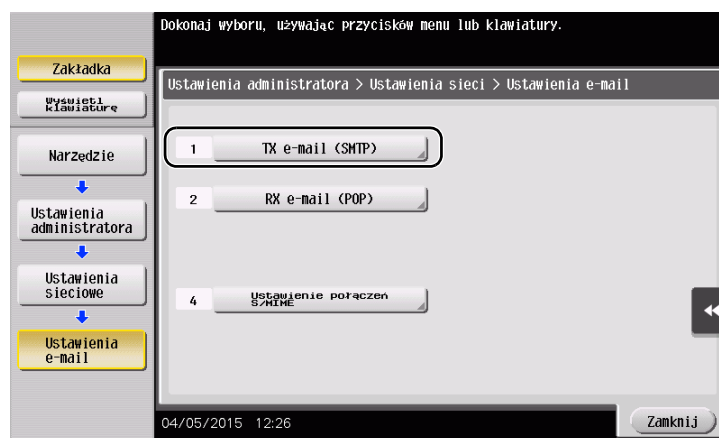 Dokonaj wyboru, używając przycisków menu lub klawiatury.
Zakładka
Wyświetl
klawiaturę
Ustawienia administratora > Ustawienia sieci > Ustawienia e-mail
Narzędzie
Ustawienia
administratora
Ustawienia
sieciowe
Ustawienia
e-mail
1 TX e-mail (SMTP)
2 RX e-mail (POP)
4 Ustawienie połączeń
S/MIME
04/05/2015 12:26
Zamknij